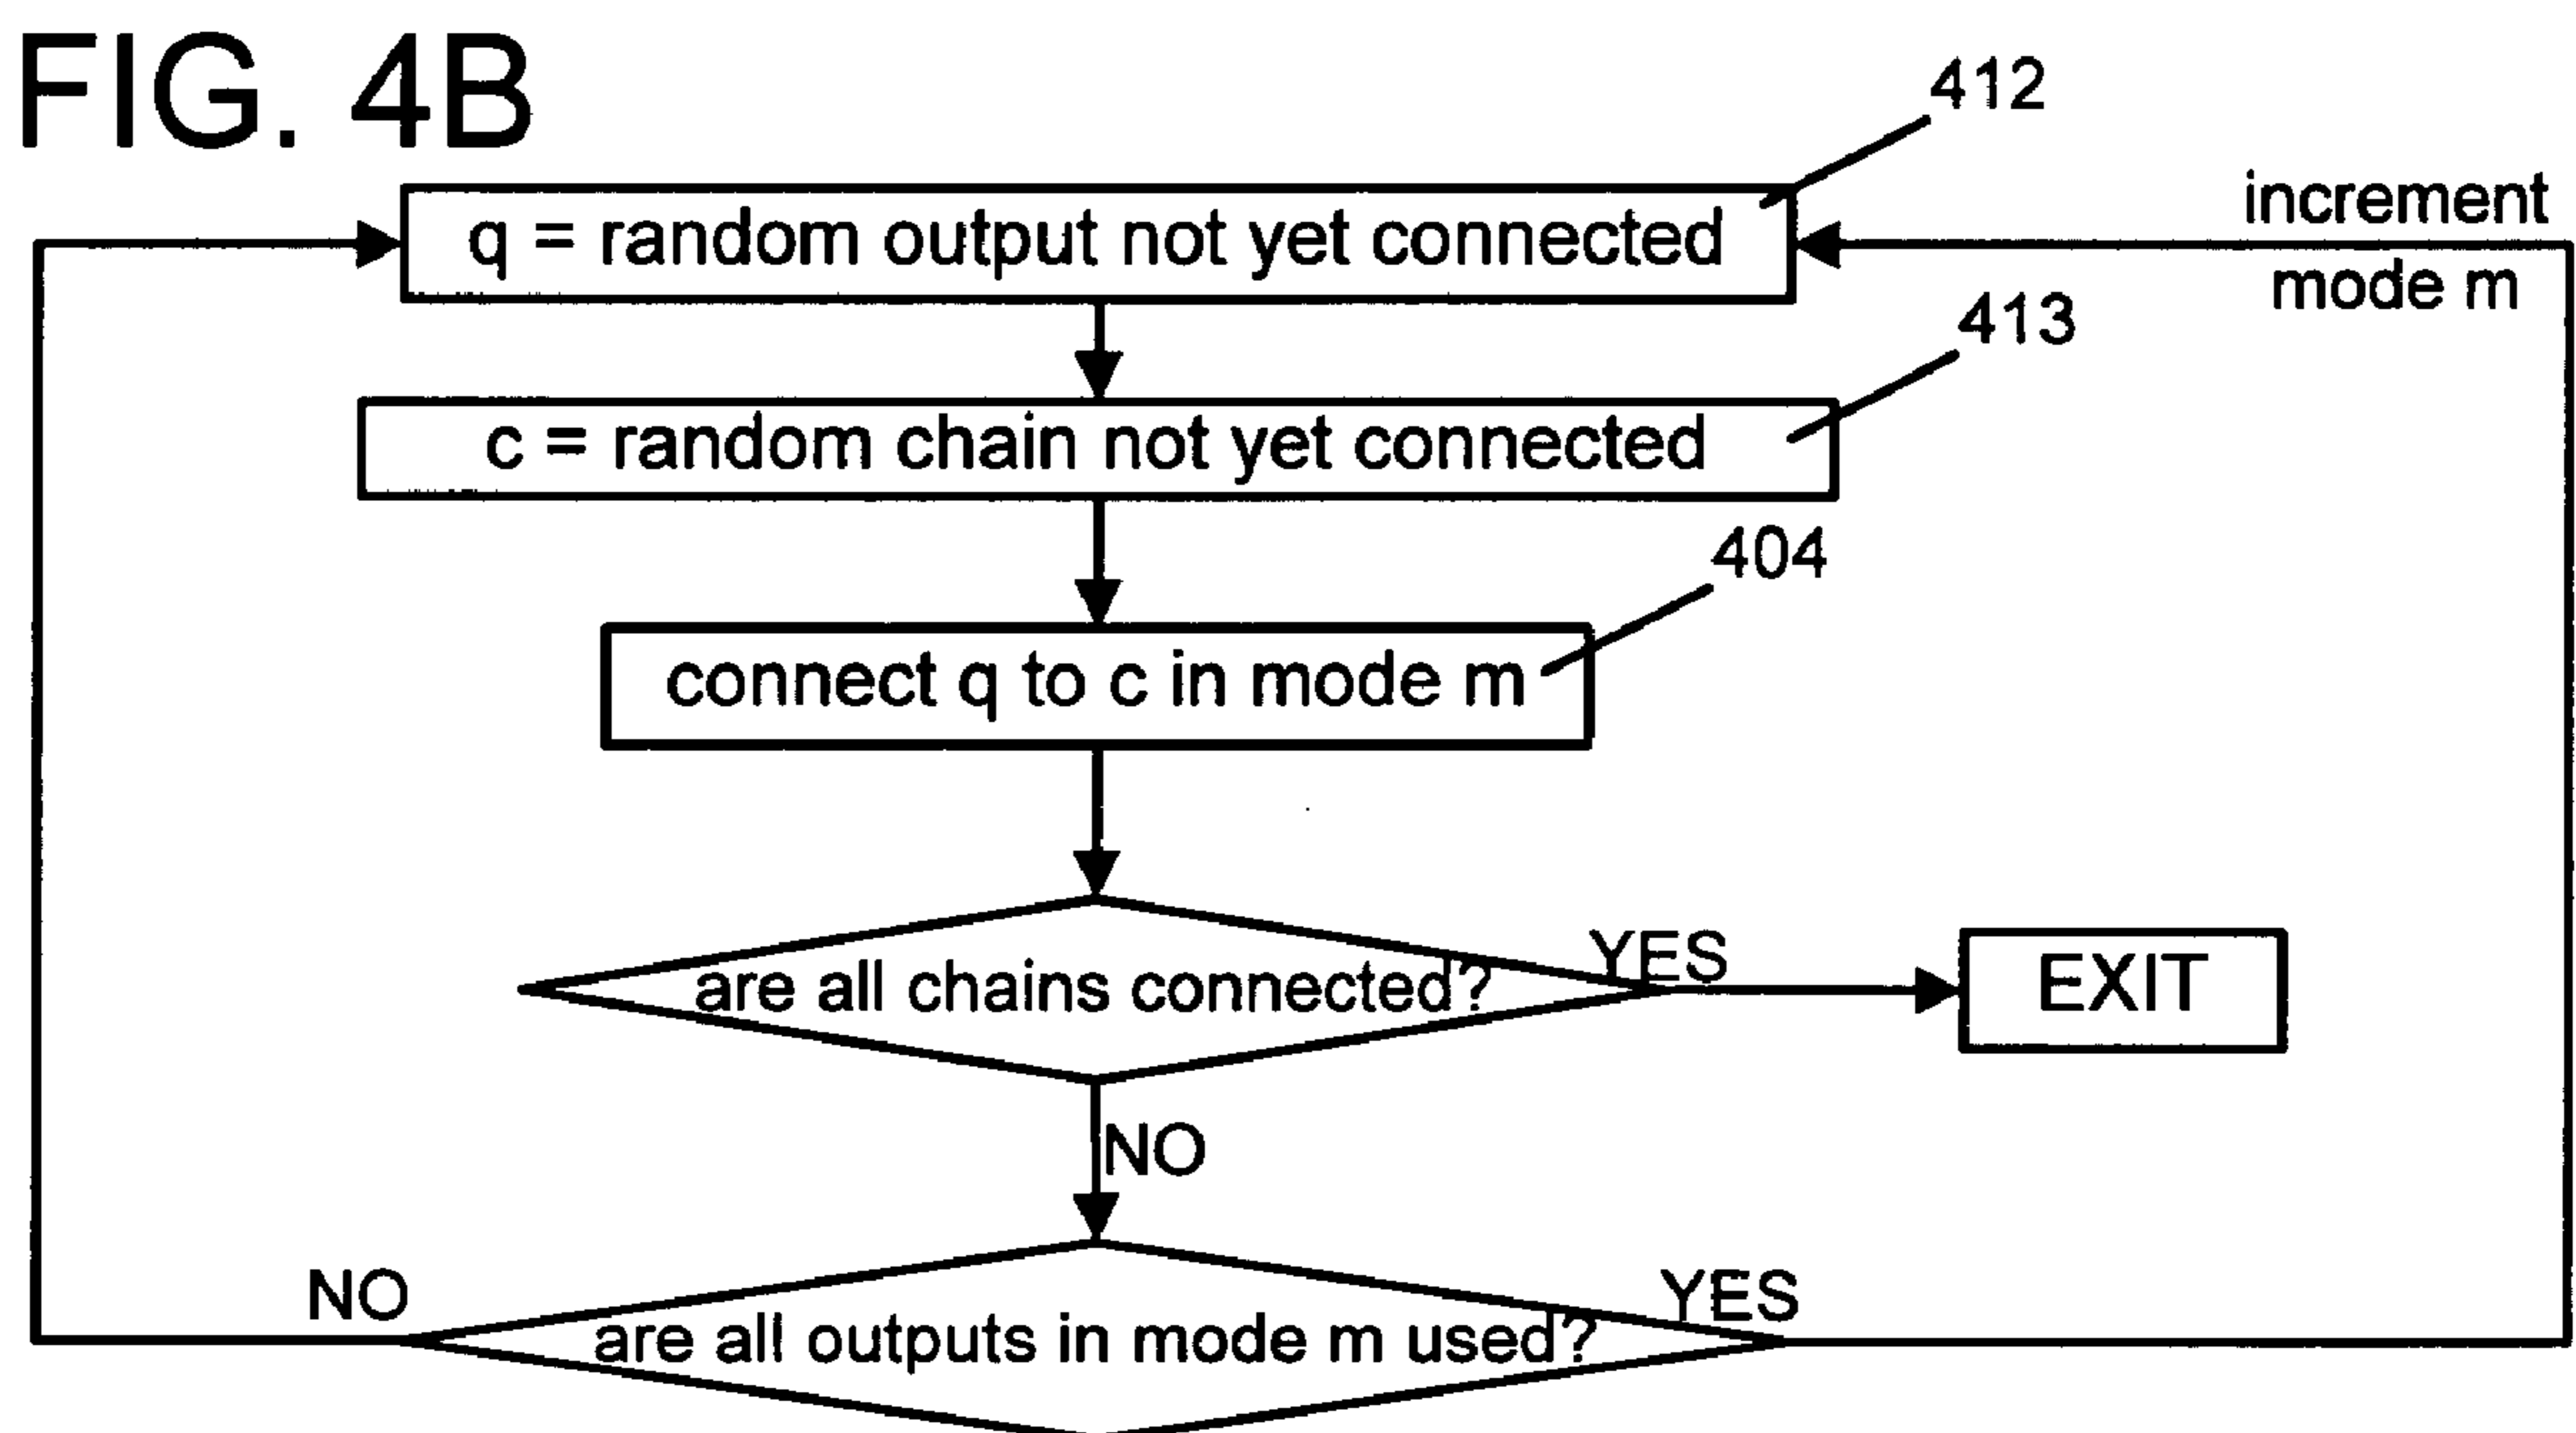 FIG. 4B
412
q = random output not yet connected
increment
mode m
413
c = random chain not yet connected
404
connect q to c in mode m
are all chains connected?
YES
EXIT
NO
NO
are all outputs in mode m used?
YES